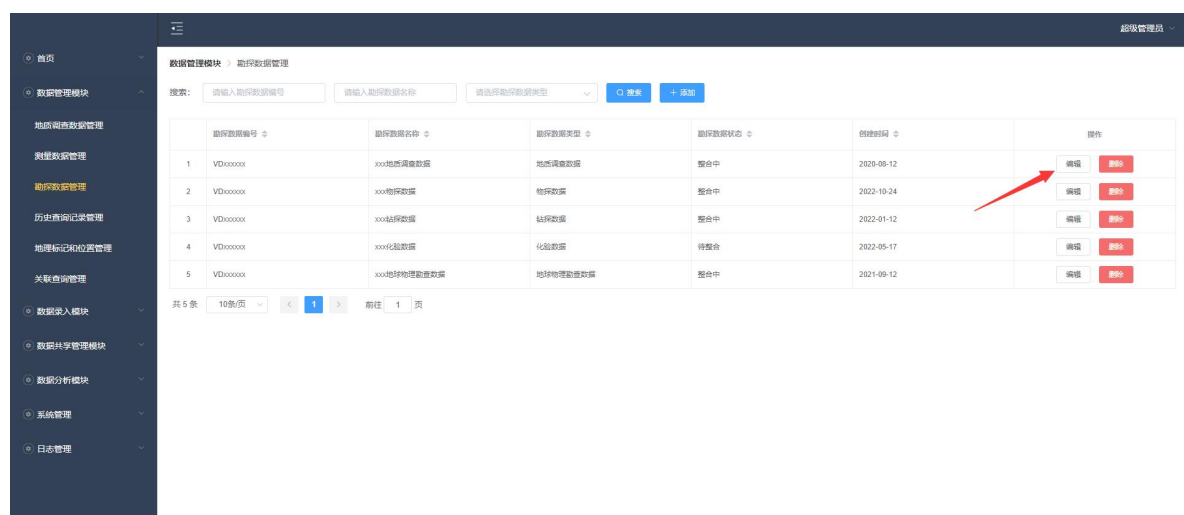 超级管理员
首页
数据管理模块
地质调查数据管理
测量数据管理
勘探数据管理
历史查询记录管理
地理标记和位置管理
关联查询管理
数据录入模块
数据共享管理模块
数据分析模块
系统管理
日志管理
数据管理模块 > 勘探数据管理
搜索: 请输入勘探数据编号 请输入勘探数据名称 请选择勘探数据类型 搜索 + 添加
勘探数据编号 勘探数据名称 勘探数据类型 勘探数据状态 创建时间 操作
1 VDxxxxxx xxx地质调查数据 地质调查数据 整合中 2020-08-12 编辑 删除
2 VDxxxxxx xxx物探数据 物探数据 整合中 2022-10-24 编辑 删除
3 VDxxxxxx xxx钻探数据 钻探数据 整合中 2022-01-12 编辑 删除
4 VDxxxxxx xxx化验数据 化验数据 待整合 2022-05-17 编辑 删除
5 VDxxxxxx xxx地球物理勘查数据 地球物理勘查数据 整合中 2021-09-12 编辑 删除
共 5 条 10条/页 < 1 > 前往 1 页